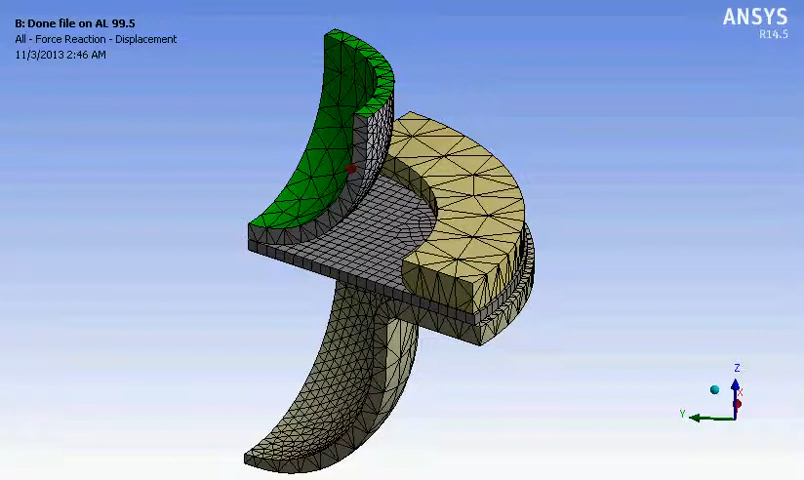 B: Done file on AL 99.5
All - Force Reaction - Displacement
11/3/2013 2:46 AM
ANSYS
R14.5
Z
X
Y